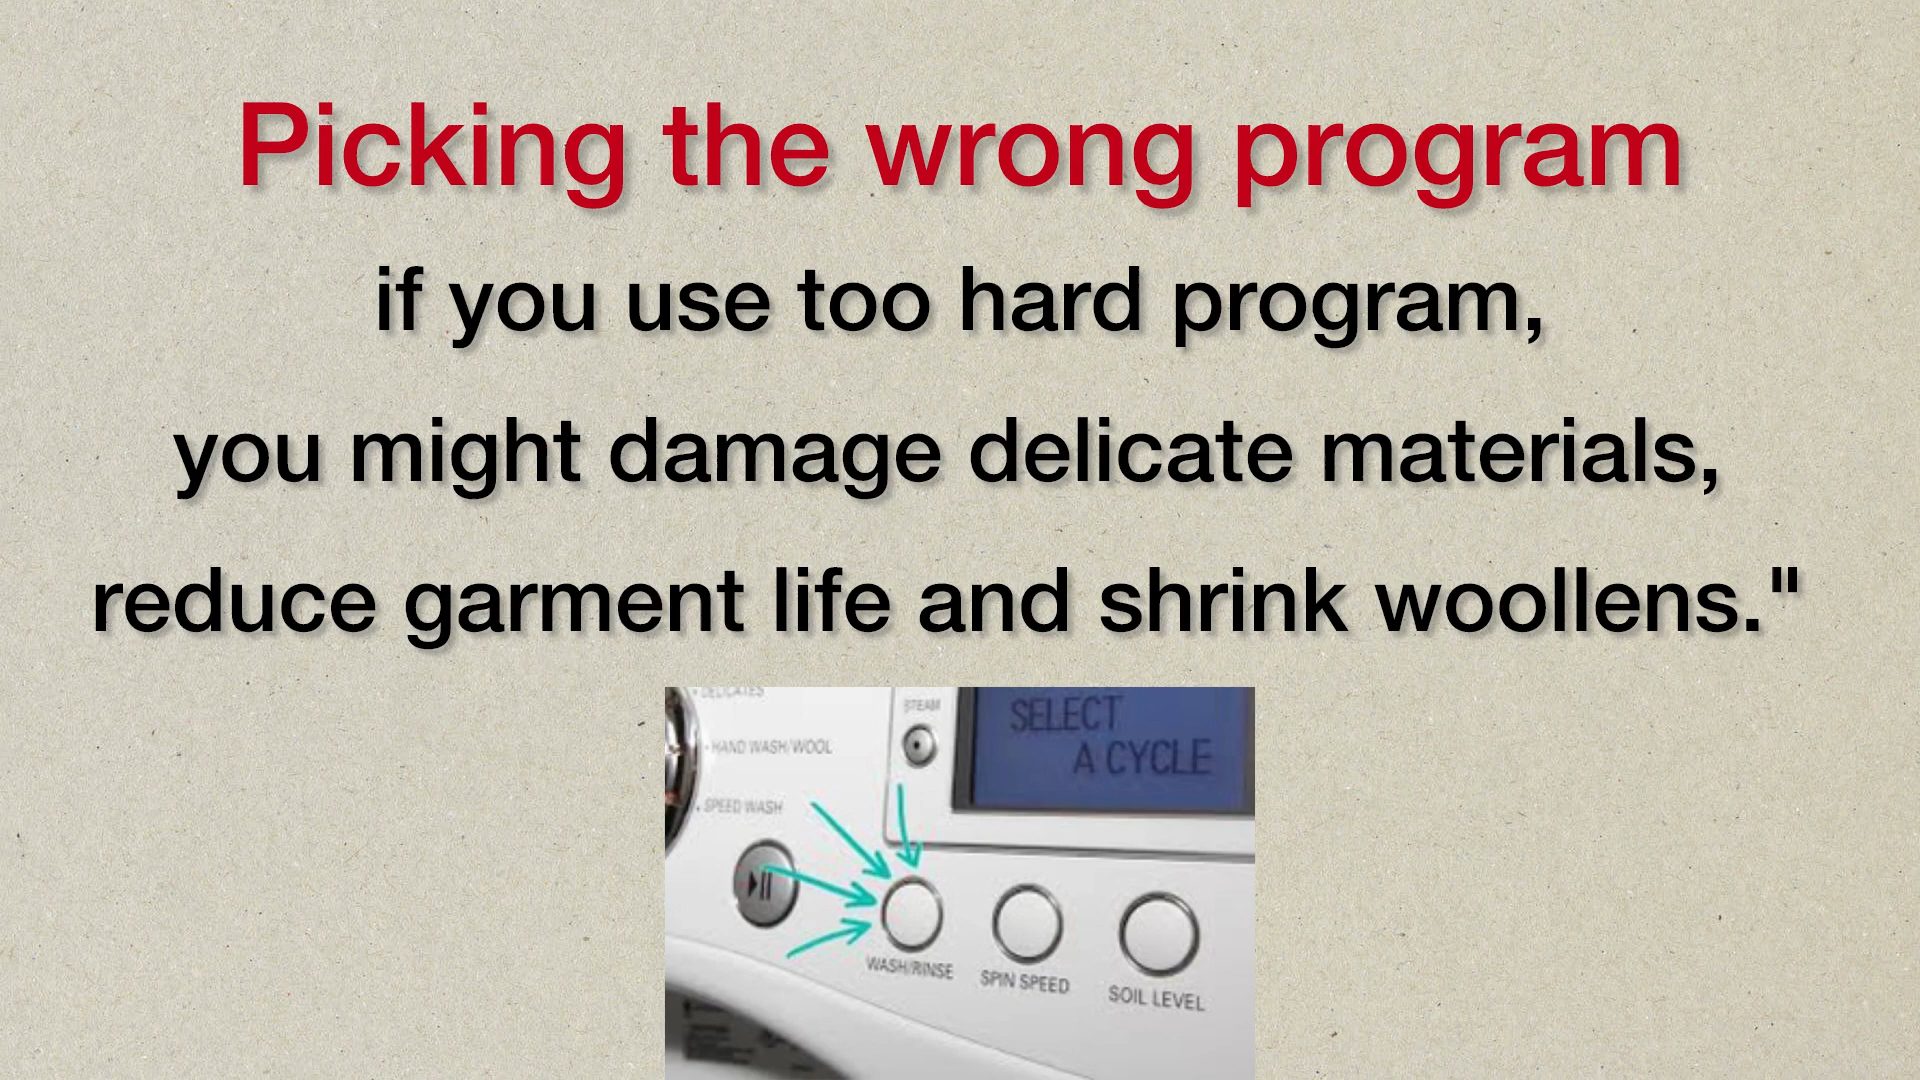 Picking the wrong program
if you use too hard program,
you might damage delicate materials,
reduce garment life and shrink woollens."
DELICATES
HAND WASH/WOOL
SPEED WASH
STEAM
SELECT
A CYCLE
WASH/RINSE
SPIN SPEED
SOIL LEVEL